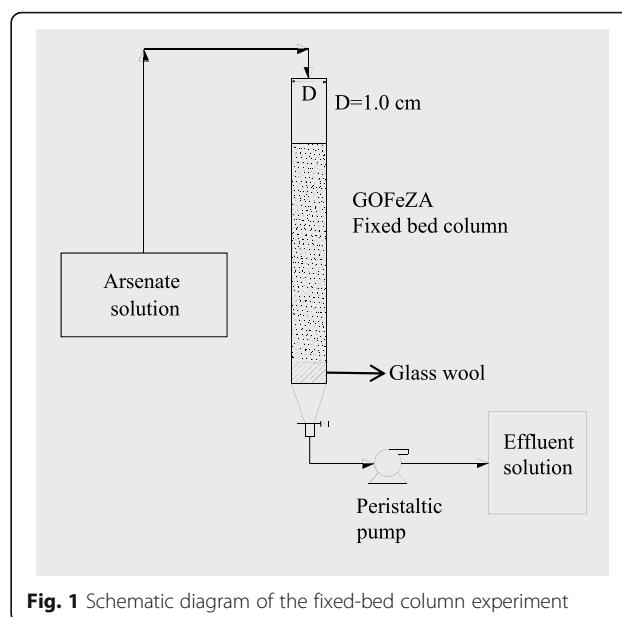 D
D=1.0 cm
GOFeZA
Fixed bed column
Arsenate
solution
Glass wool
Effluent
solution
Peristaltic
pump
Fig. 1 Schematic diagram of the fixed-bed column experiment